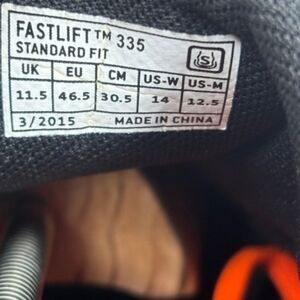 FASTLIFT™ 335
STANDARD FIT
UK EU CM US-W US-M
11.5 46.5 30.5 14 12.5
3/2015 MADE IN CHINA